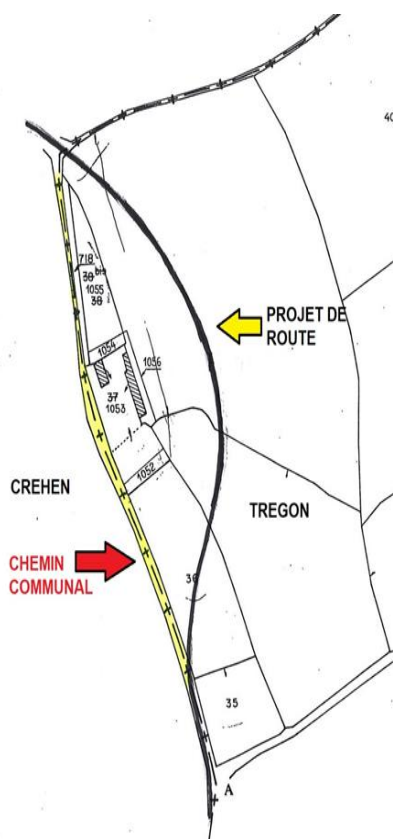 40
718
38 bis
1055
38
1054
1056
37
1053
1052
PROJET DE
ROUTE
CREHEN
TREGON
CHEMIN
COMMUNAL
36
35
A